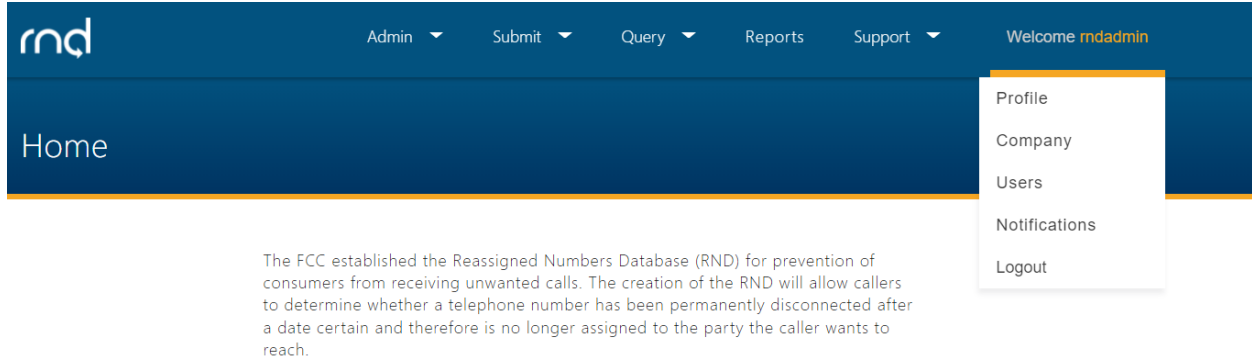 rnd
Admin Submit Query Reports Support Welcome rndadmin
Home
Profile
Company
Users
Notifications
Logout
The FCC established the Reassigned Numbers Database (RND) for prevention of
consumers from receiving unwanted calls. The creation of the RND will allow callers
to determine whether a telephone number has been permanently disconnected after
a date certain and therefore is no longer assigned to the party the caller wants to
reach.